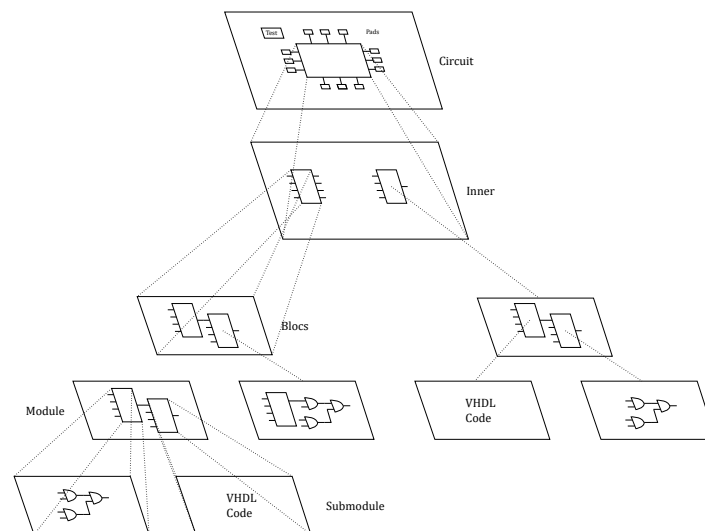 Test
Pads
Circuit
Inner
Blocs
Module
VHDL
Code
VHDL
Code
Submodule